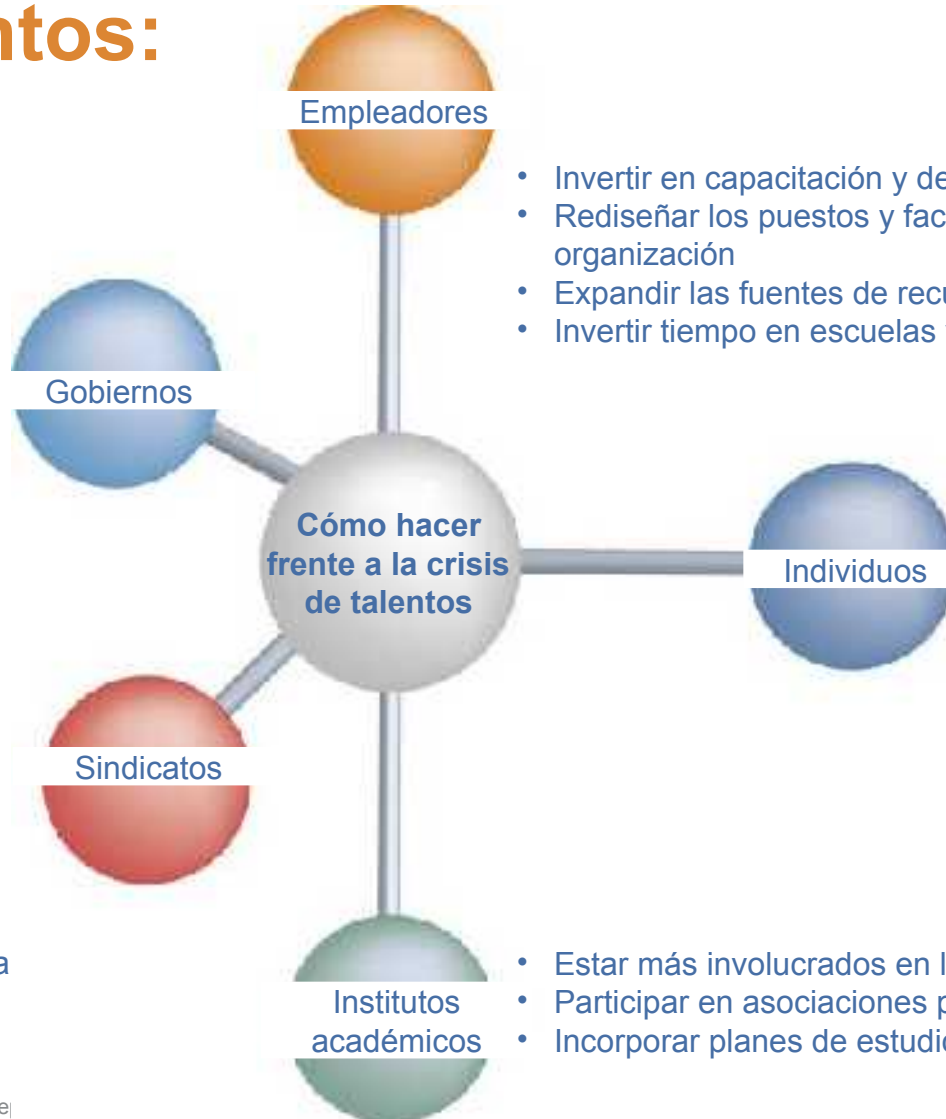 ntos:
Empleadores
• Invertir en capacitación y de
• Rediseñar los puestos y fac
organización
• Expandir las fuentes de recu
• Invertir tiempo en escuelas
Gobiernos
Cómo hacer
frente a la crisis
de talentos
Individuos
Sindicatos
a
Institutos
académicos
• Estar más involucrados en l
• Participar en asociaciones p
• Incorporar planes de estudio